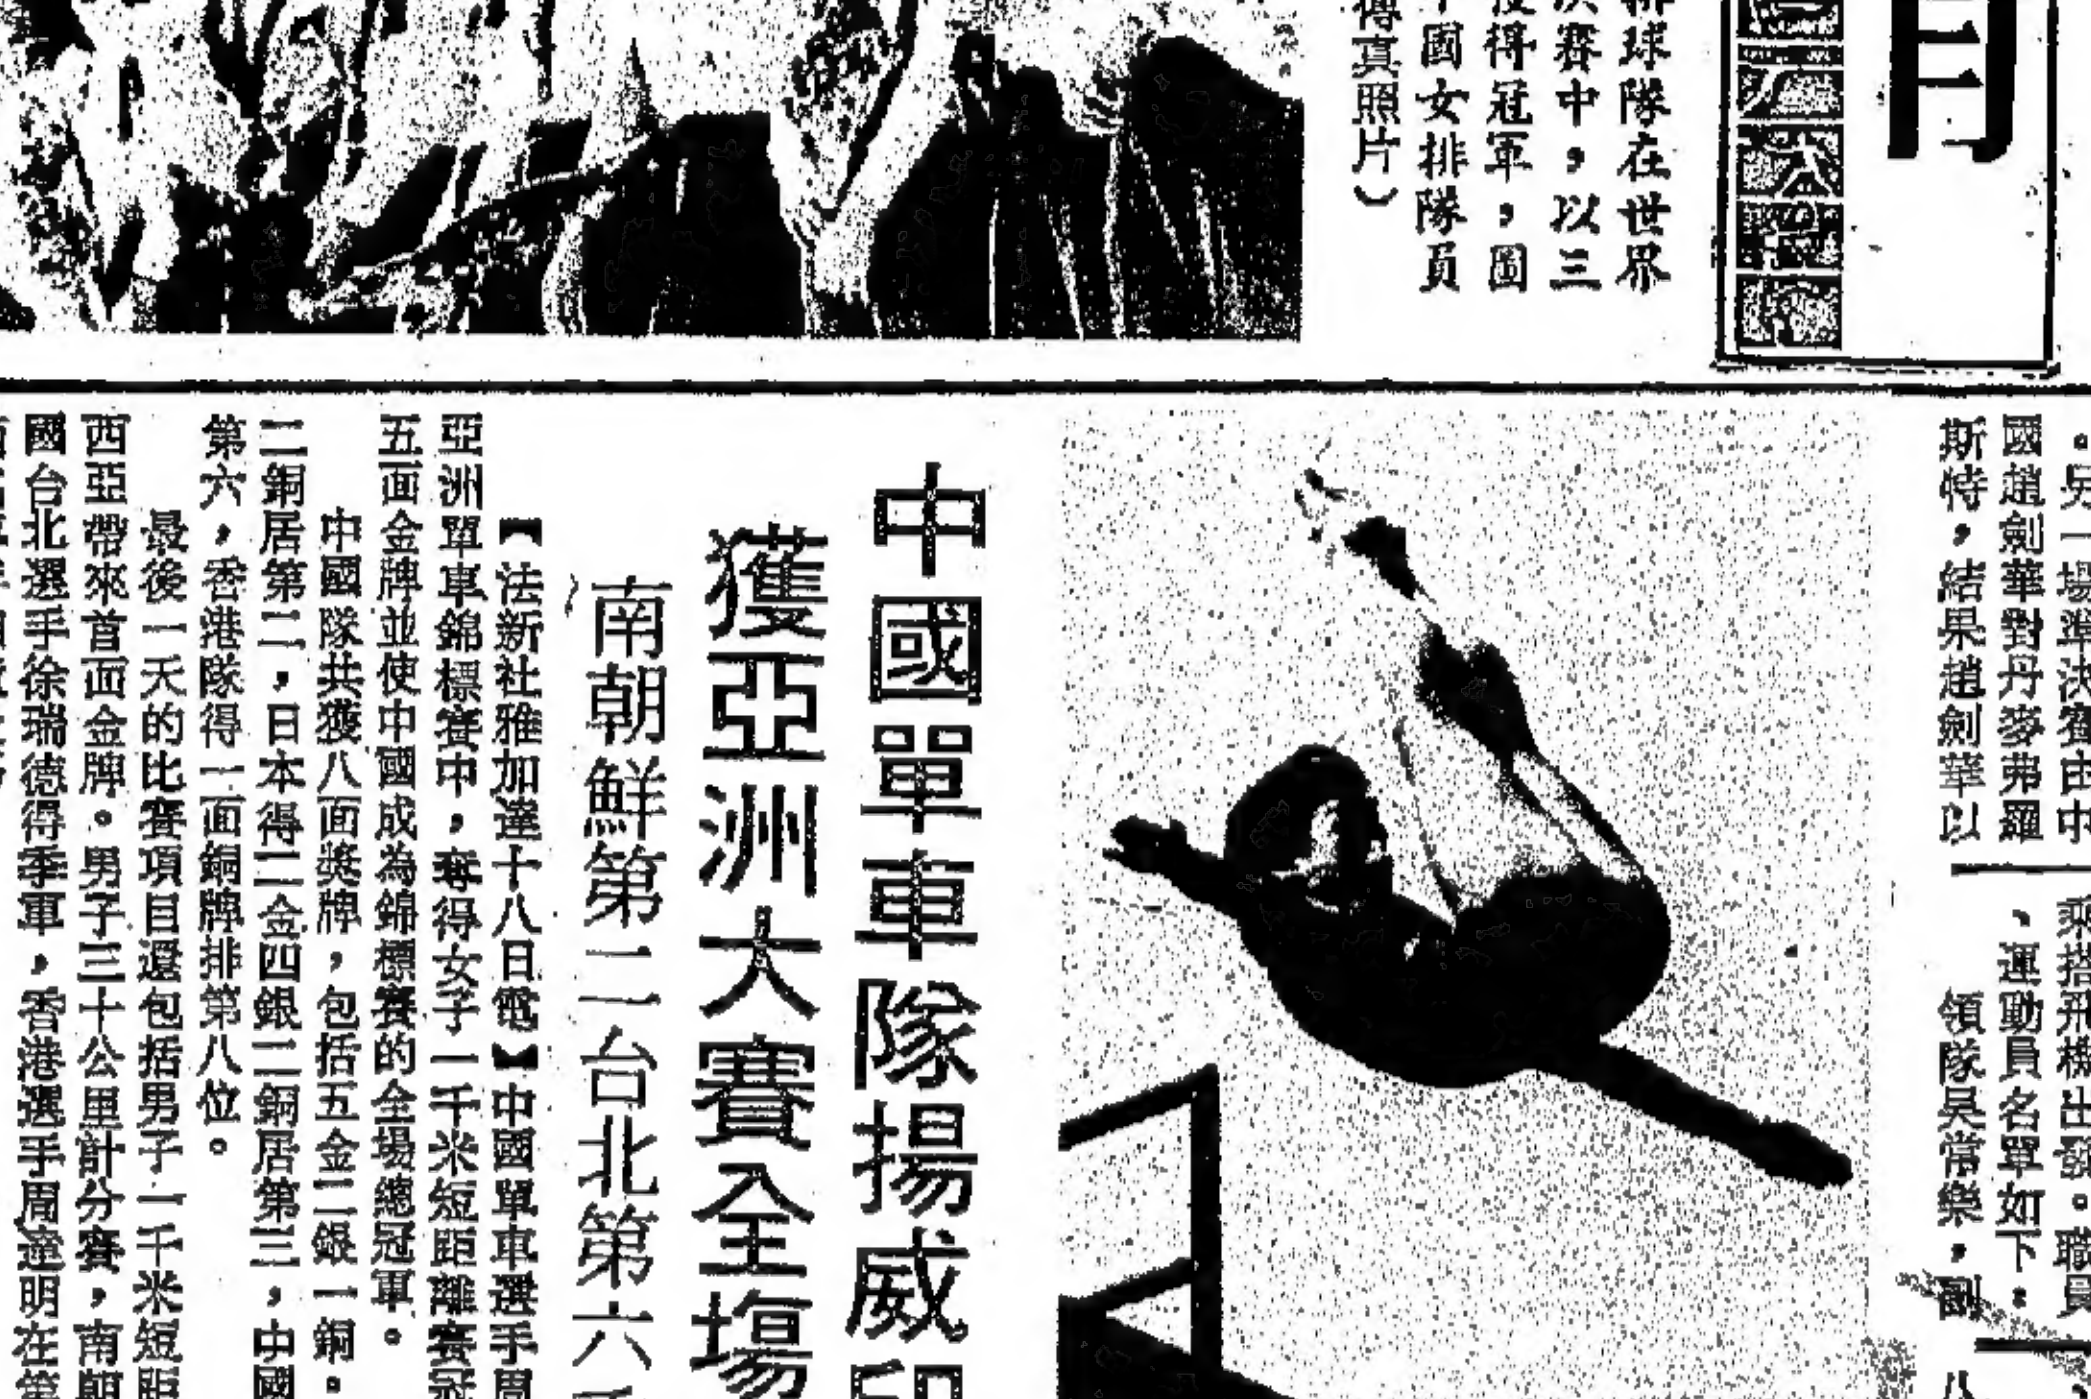 排球隊在世界
決賽中，以三
獲得冠軍，圖
中國女排隊員
傳真照片）
。另一場準決賽由中
國趙劍華對丹麥弗羅
斯特，結果趙劍華以
乘搭飛機出發。職員
、運動員名單如下：
領隊吳常樂，副
中國單車隊揚威印
獲亞洲大賽全場
南朝鮮第二台北第六
【法新社雅加達十八日電】中國單車選手周
亞洲單車錦標賽中，奪得女子一千米短距離賽冠
五面金牌並使中國成為錦標賽的全場總冠軍。
中國隊共獲八面獎牌，包括五金二銀一銅。
二銅居第二，日本得二金四銀二銅居第三，中國
第六，香港隊得一面銅牌排第八位。
最後一天的比賽項目還包括男子一千米短距
西亞帶來首面金牌。男子三十公里計分賽，南朝
國台北選手徐瑞德得季軍，香港選手周達明在第